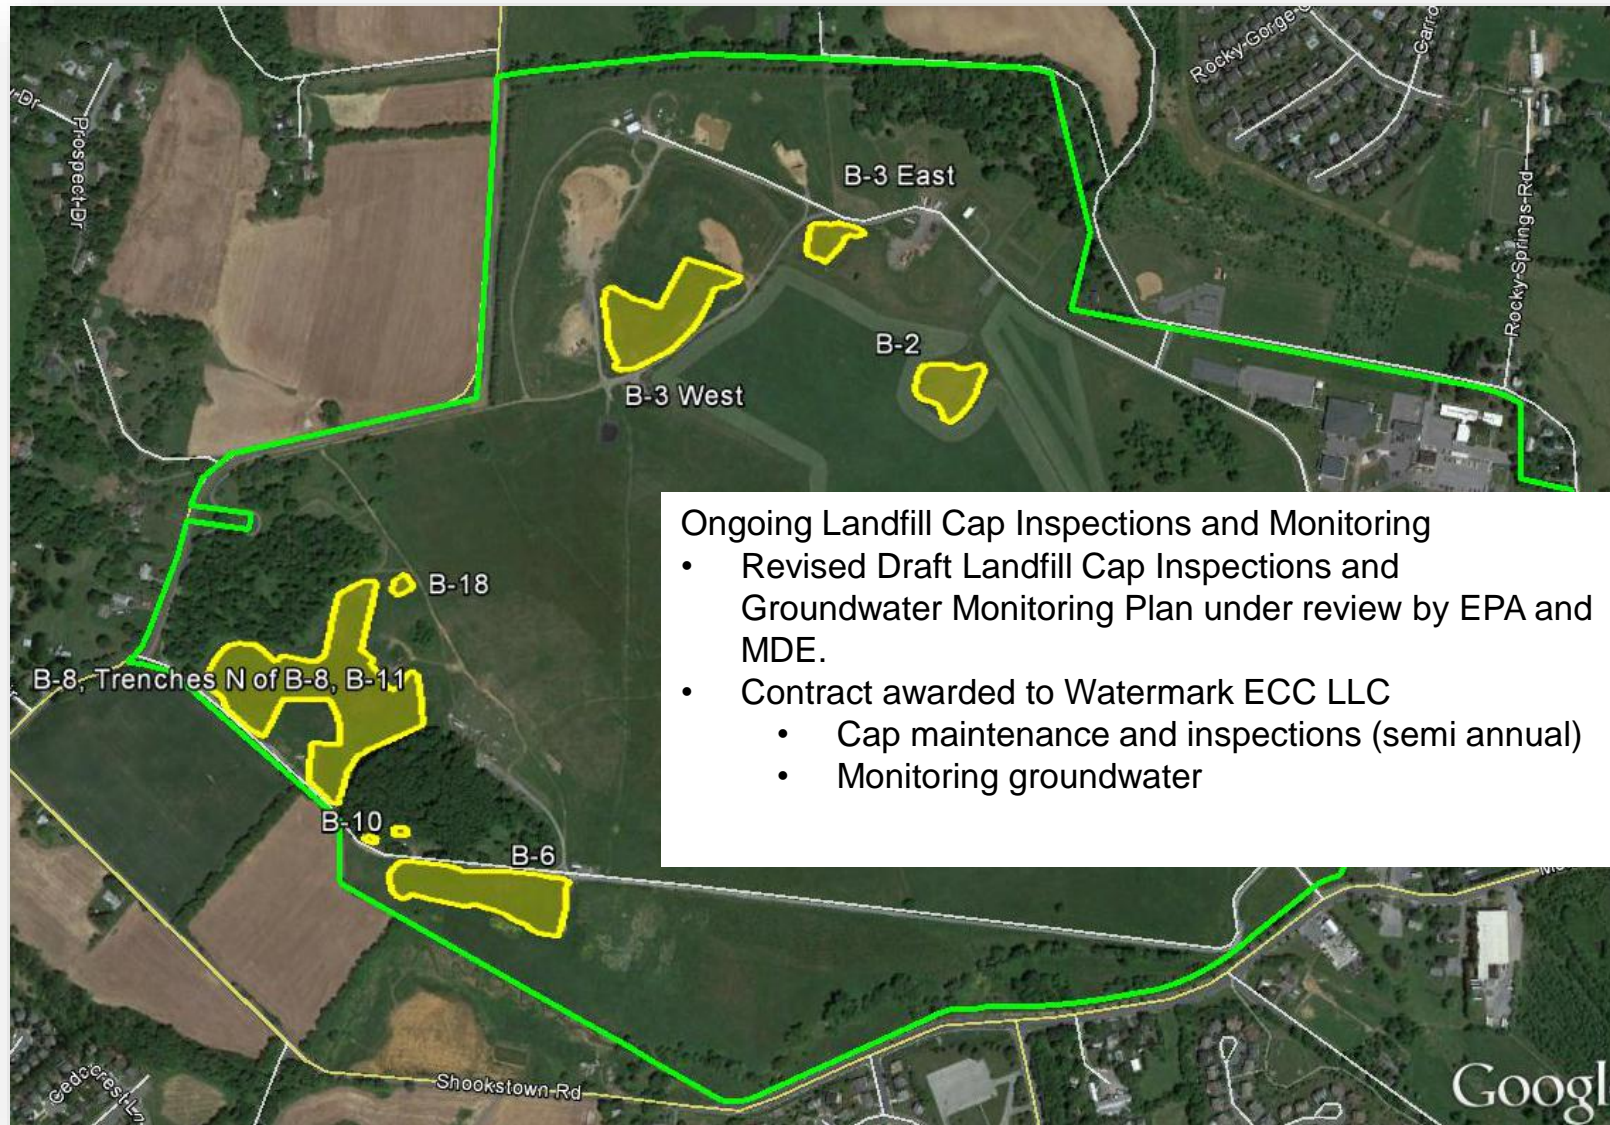 Rocky Gorge
Prospect-Dr
B-3 East
Rocky-Springs-Rd
B-2
B-3 West
Ongoing Landfill Cap Inspections and Monitoring
• Revised Draft Landfill Cap Inspections and
Groundwater Monitoring Plan under review by EPA and
MDE.
• Contract awarded to Watermark ECC LLC
• Cap maintenance and inspections (semi annual)
• Monitoring groundwater
B-18
B-8, Trenches N of B-8, B-11
B-10
B-6
Shookstown Rd
Googl